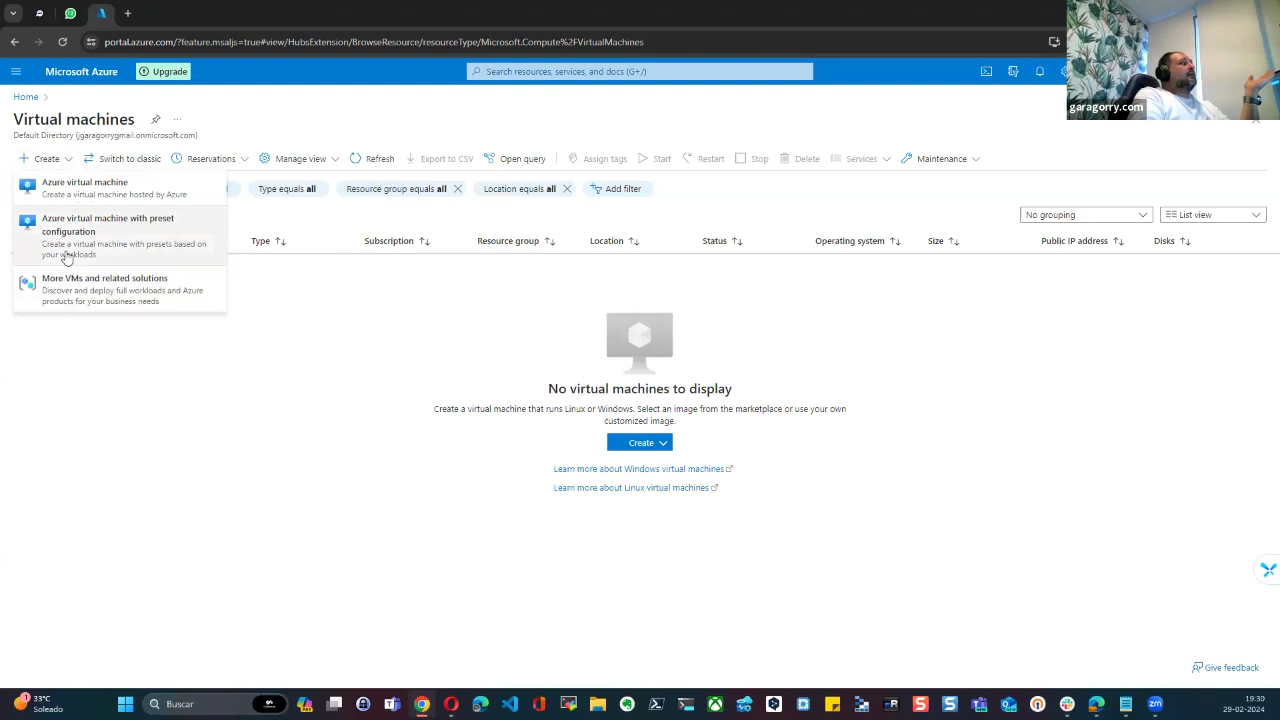 portal.azure.com/?feature.msaljs=true#view/HubsExtension/BrowseResource/resourceType/Microsoft.Compute%2FVirtualMachines
Microsoft Azure
Upgrade
Search resources, services, and docs (G+/)
garagorry.com
Home
Virtual machines
Default Directory (jgaragorrygmail.onmicrosoft.com)
Create
Switch to classic
Reservations
Manage view
Refresh
Export to CSV
Open query
Assign tags
Start
Restart
Stop
Delete
Services
Maintenance
Azure virtual machine
Create a virtual machine hosted by Azure
Azure virtual machine with preset
configuration
Create a virtual machine with presets based on
your workloads
More VMs and related solutions
Discover and deploy full workloads and Azure
products for your business needs
Type equals all
Resource group equals all
Location equals all
Add filter
No grouping
List view
Type
Subscription
Resource group
Location
Status
Operating system
Size
Public IP address
Disks
No virtual machines to display
Create a virtual machine that runs Linux or Windows. Select an image from the marketplace or use your own
customized image.
Create
Learn more about Windows virtual machines
Learn more about Linux virtual machines
Give feedback
33°C
Soleado
Buscar
19:30
29-02-2024